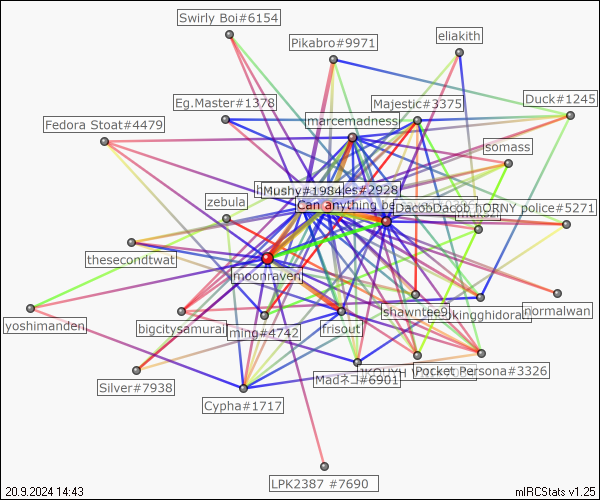 Swirly Boi#6154
eliakith
Pikabro#9971
Eg.Master#1378
Majestic#3375
Duck#1245
Fedora Stoat#4479
marcemadness
somass
Mushy#1984
es#2928
zebula
Can anything be
DacobDacob hORNY police#5271
thesecondtwat
moonraven
yoshimanden
bigcitysamurai
ming#4742
frisout
shawntee9
okingghidorah
normalwan
Silver#7938
Madネコ#6901
Pocket Persona#3326
Cypha#1717
LPK2387 #7690
20.9.2024 14:43
mIRCStats v1.25